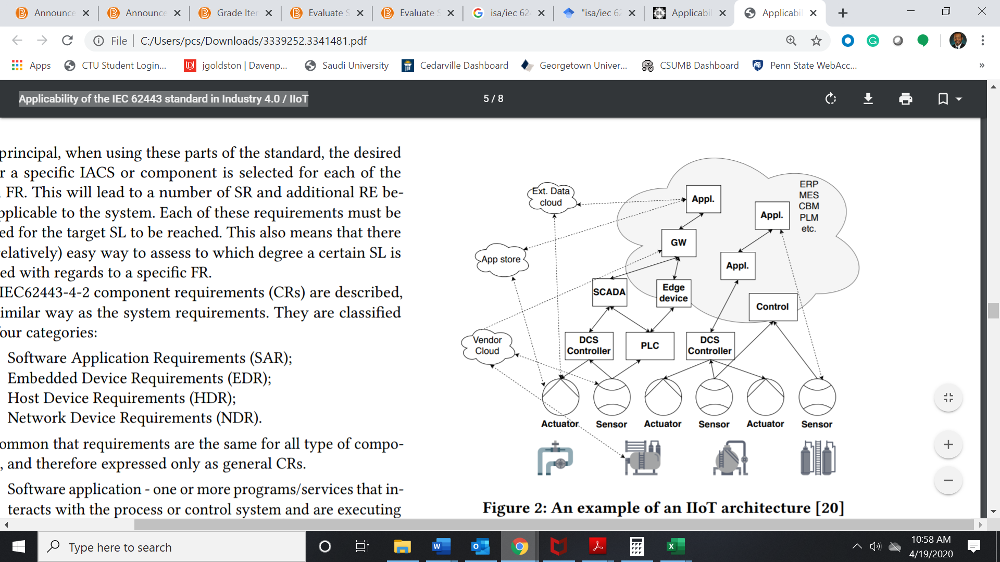 Announce
Announce
Grade Iter
Evaluate S
Evaluate S
isa/iec 62
"isa/iec 62
Applicabil
Applicabil
File
C:/Users/pcs/Downloads/3339252.3341481.pdf
Apps
CTU Student Login...
jgoldston | Davenp...
Saudi University
Cedarville Dashboard
Georgetown Univer...
CSUMB Dashboard
Penn State WebAcc...
»
Applicability of the IEC 62443 standard in Industry 4.0 / IIoT
5 / 8
principal, when using these parts of the standard, the desired
r a specific IACS or component is selected for each of the
FR. This will lead to a number of SR and additional RE be-
pplicable to the system. Each of these requirements must be
ed for the target SL to be reached. This also means that there
relatively) easy way to assess to which degree a certain SL is
ed with regards to a specific FR.
IEC62443-4-2 component requirements (CRs) are described,
imilar way as the system requirements. They are classified
our categories:
Software Application Requirements (SAR);
Embedded Device Requirements (EDR);
Host Device Requirements (HDR);
Network Device Requirements (NDR).
ommon that requirements are the same for all type of compo-
, and therefore expressed only as general CRs.
Software application - one or more programs/services that in-
teracts with the process or control system and are executing
Ext. Data
cloud
Appl.
Appl.
ERP
MES
CBM
PLM
etc.
GW
App store
Appl.
SCADA
Edge
device
Control
Vendor
Cloud
DCS
Controller
PLC
DCS
Controller
Actuator
Sensor
Actuator
Sensor
Actuator
Sensor
Figure 2: An example of an IIoT architecture [20]
Type here to search
10:58 AM
4/19/2020